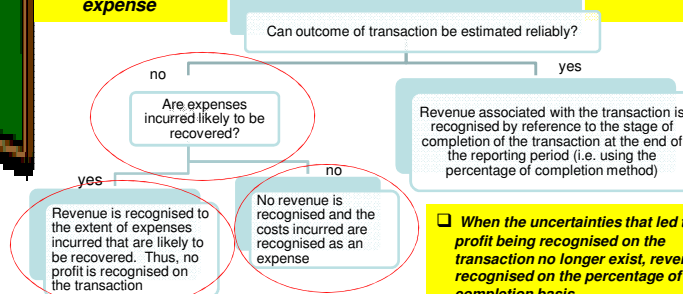 expense
Can outcome of transaction be estimated reliably?
no
yes
Are expenses
incurred likely to be
recovered?
Revenue associated with the transaction is
recognised by reference to the stage of
completion of the transaction at the end of
the reporting period (i.e. using the
percentage of completion method)
yes
no
Revenue is recognised to
the extent of expenses
incurred that are likely to
be recovered. Thus, no
profit is recognised on
the transaction
No revenue is
recognised and the
costs incurred are
recognised as an
expense
When the uncertainties that led
profit being recognised on the
transaction no longer exist,
recognised on the percentage of
completion basis